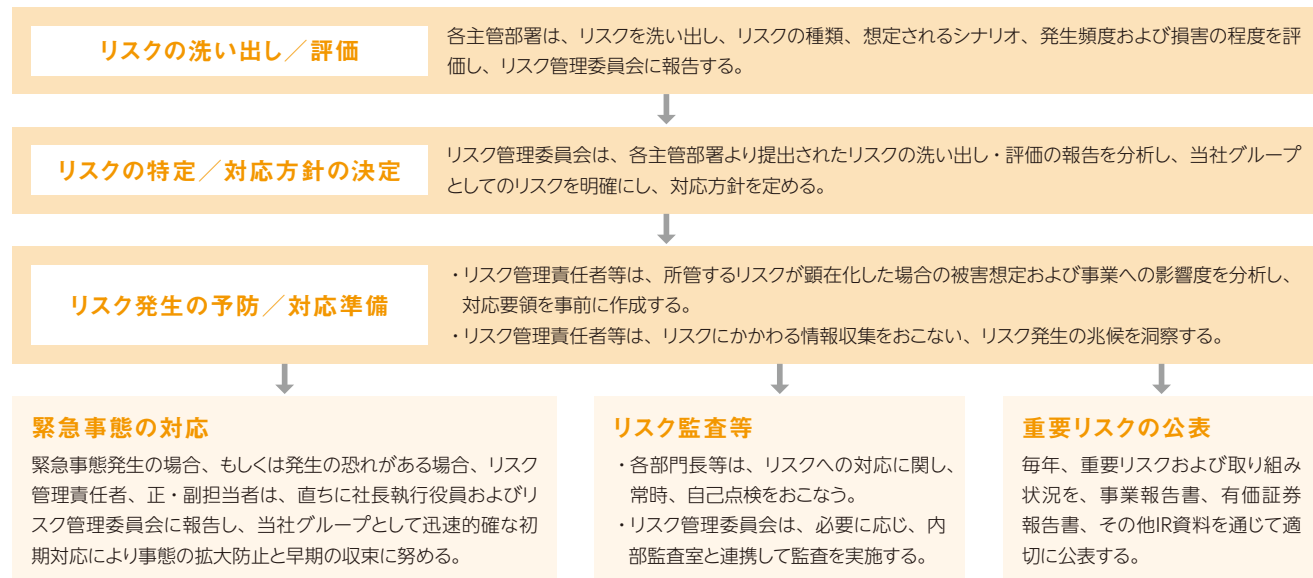 リスクの洗い出し／評価
各主管部署は、リスクを洗い出し、リスクの種類、想定されるシナリオ、発生頻度および損害の程度を評
価し、リスク管理委員会に報告する。
リスクの特定／対応方針の決定
リスク管理委員会は、各主管部署より提出されたリスクの洗い出し・評価の報告を分析し、当社グループ
としてのリスクを明確にし、対応方針を定める。
リスク発生の予防／対応準備
・リスク管理責任者等は、所管するリスクが顕在化した場合の被害想定および事業への影響度を分析し、
対応要領を事前に作成する。
・リスク管理責任者等は、リスクにかかわる情報収集をおこない、リスク発生の兆候を洞察する。
緊急事態の対応
緊急事態発生の場合、もしくは発生の恐れがある場合、リスク
管理責任者、正・副担当者は、直ちに社長執行役員およびリ
スク管理委員会に報告し、当社グループとして迅速的確な初
期対応により事態の拡大防止と早期の収束に努める。
リスク監査等
・各部門長等は、リスクへの対応に関し、
常時、自己点検をおこなう。
・リスク管理委員会は、必要に応じ、内
部監査室と連携して監査を実施する。
重要リスクの公表
毎年、重要リスクおよび取り組み
状況を、事業報告書、有価証券
報告書、その他IR資料を通じて適
切に公表する。